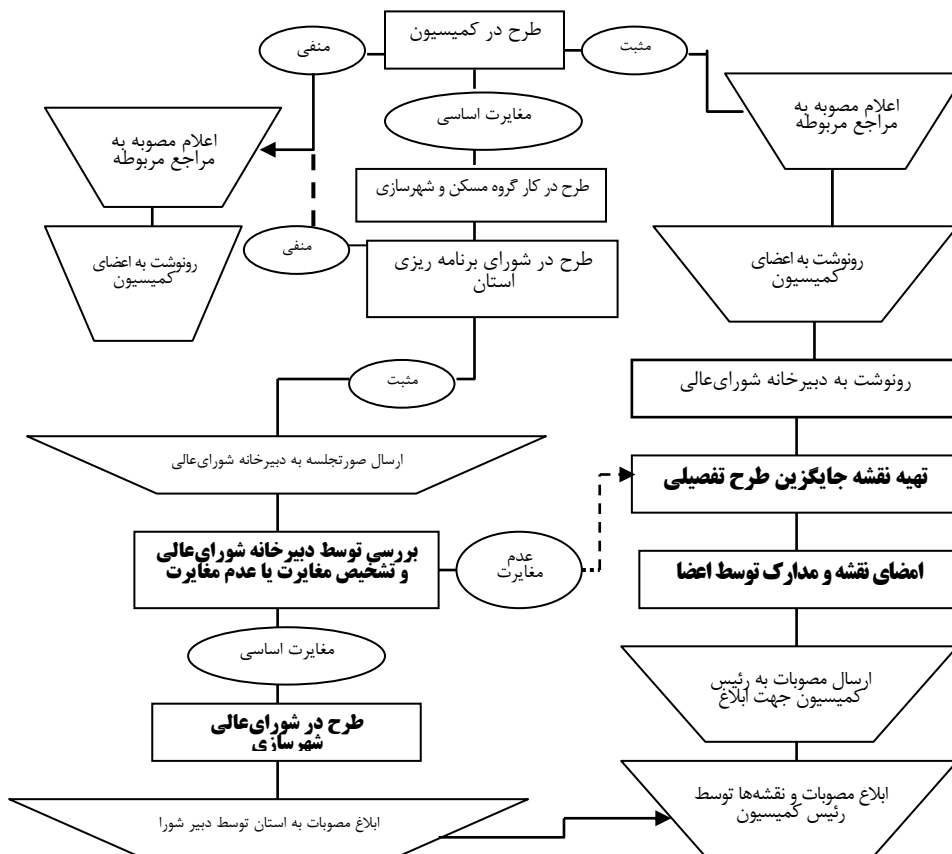 طرح در کمیسیون
مثبت
منفی
اعلام مصوبه به
مراجع مربوطه
مغایرت اساسی
اعلام مصوبه به
مراجع مربوطه
طرح در کار گروه مسکن و شهرسازی
رونوشت به اعضای
کمیسیون
طرح در شورای برنامه ریزی
استان
منفی
رونوشت به اعضای
کمیسیون
رونوشت به دبیرخانه شورای‌عالی
مثبت
ارسال صورتجلسه به دبیرخانه شورای‌عالی
تهیه نقشه جایگزین طرح تفصیلی
بررسی توسط دبیرخانه شورای‌عالی
و تشخیص مغایرت یا عدم مغایرت
عدم
مغایرت
امضای نقشه و مدارک توسط اعضا
مغایرت اساسی
ارسال مصوبات به رئیس
کمیسیون جهت ابلاغ
طرح در شورای‌عالی
شهرسازی
ابلاغ مصوبات و نقشه‌ها توسط
رئیس کمیسیون
ابلاغ مصوبات به استان توسط دبیر شورا